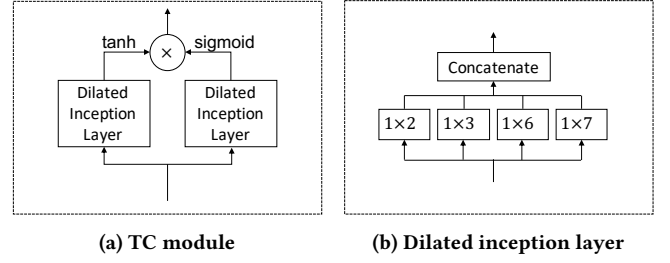 tanh
×
sigmoid
Dilated
Inception
Layer
Dilated
Inception
Layer
(a) TC module
Concatenate
1×2
1×3
1×6
1×7
(b) Dilated inception layer